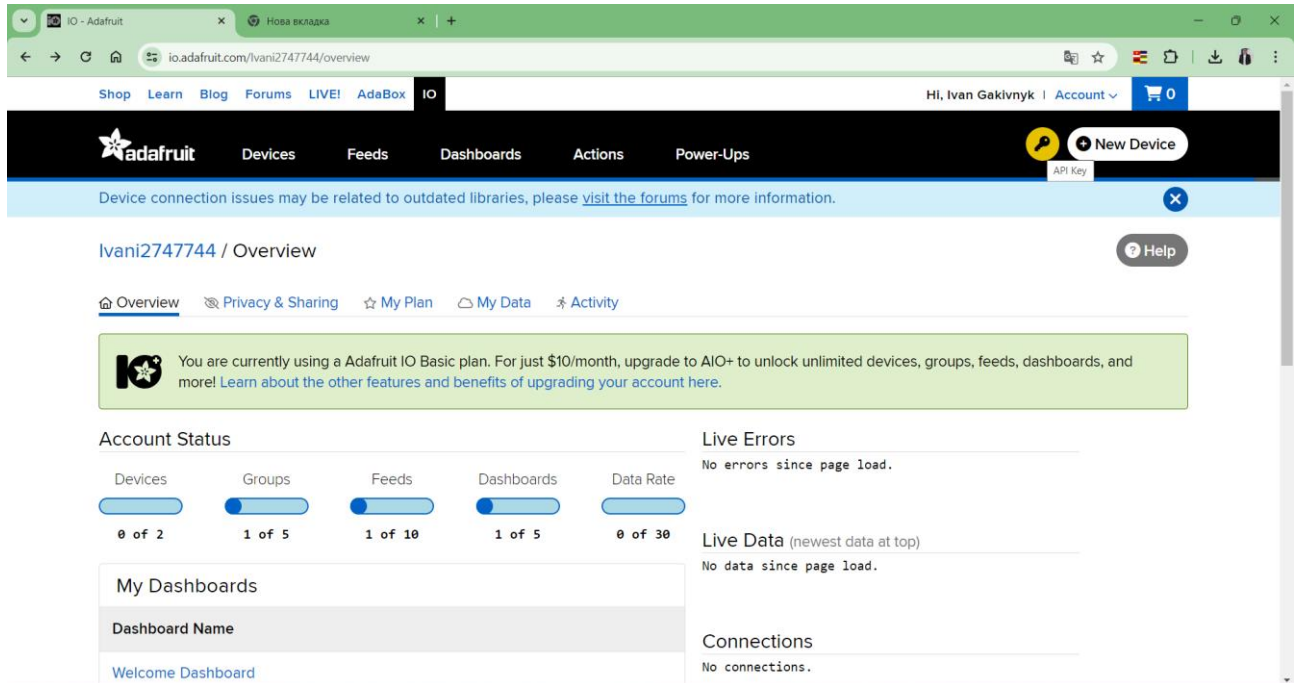 IO - Adafruit
Нова вкладка
io.adafruit.com/Ivani2747744/overview
Shop Learn Blog Forums LIVE! AdaBox IO
Hi, Ivan Gakivnyk | Account
0
adafruit
Devices Feeds Dashboards Actions Power-Ups
New Device
API Key
Device connection issues may be related to outdated libraries, please visit the forums for more information.
Ivani2747744 / Overview
Help
Overview Privacy & Sharing My Plan My Data Activity
You are currently using a Adafruit IO Basic plan. For just $10/month, upgrade to AIO+ to unlock unlimited devices, groups, feeds, dashboards, and
more! Learn about the other features and benefits of upgrading your account here.
Account Status
Devices Groups Feeds Dashboards Data Rate
0 of 2 1 of 5 1 of 10 1 of 5 0 of 30
My Dashboards
Dashboard Name
Welcome Dashboard
Live Errors
No errors since page load.
Live Data (newest data at top)
No data since page load.
Connections
No connections.